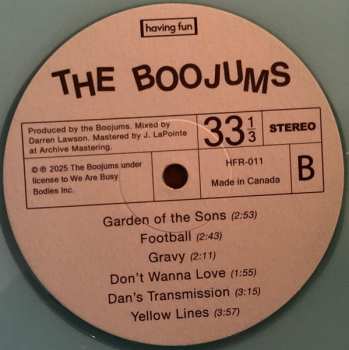 having fun
THE BOOJUMS
Produced by the Boojums. Mixed by
Darren Lawson. Mastered by J. LaPointe
at Archive Mastering.
33 1/3
STEREO
© ℗ 2025 The Boojums under
license to We Are Busy
Bodies Inc.
HFR-011
Made in Canada
B
Garden of the Sons (2:53)
Football (2:43)
Gravy (2:11)
Don't Wanna Love (1:55)
Dan's Transmission (3:15)
Yellow Lines (3:57)